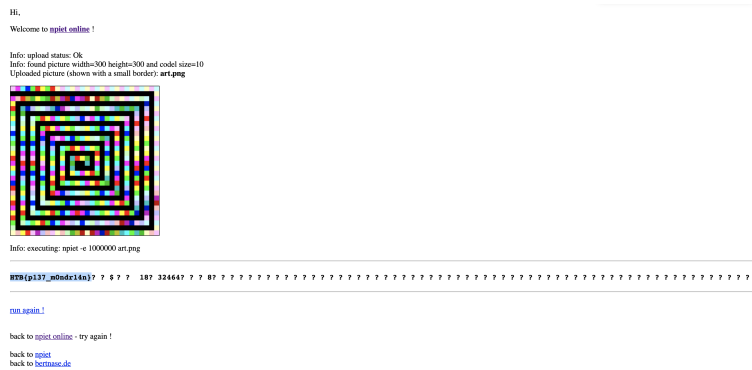 Hi,
Welcome to npiet online !
Info: upload status: Ok
Info: found picture width=300 height=300 and codel size=10
Uploaded picture (shown with a small border): art.png
Info: executing: npiet -e 1000000 art.png
HTB{p137_m0ndr14n}? ? $ ? ? 18? 32464? ? ? 8? ? ? ? ? ? ? ? ? ? ? ? ? ? ? ? ? ? ? ? ? ? ? ? ? ? ? ? ? ? ? ? ? ? ? ? ? ? ? ? ? ? ? ? ? ? ? ? ? ?
run again !
back to npiet online - try again !
back to npiet
back to bertnase.de